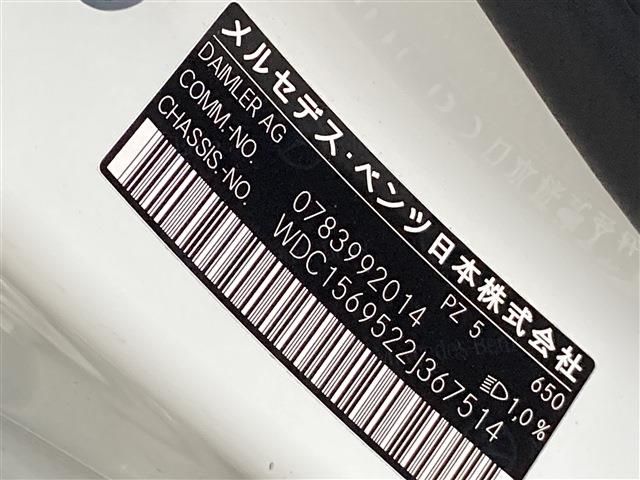 メルセデス・ベンツ日本株式会社
DAIMLER AG 650
COMM.-NO. 0783992014 PZ 5 1,0%
CHASSIS.-NO. WDC1569522J367514